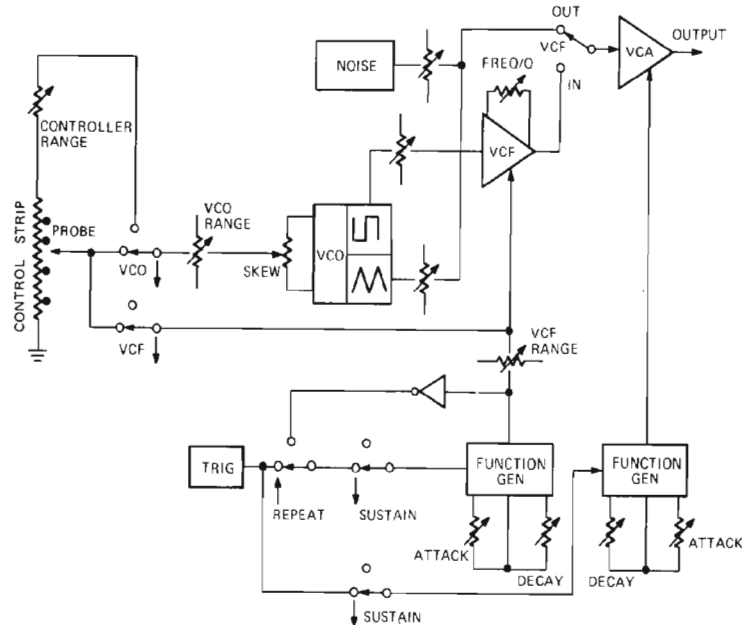 OUT
OUTPUT
VCF
VCA
NOISE
FREQ/Q
IN
CONTROLLER
RANGE
VCF
VCO
RANGE
PROBE
CONTROL STRIP
VCO
SKEW
VCO
VCF
VCF
RANGE
TRIG
FUNCTION
GEN
FUNCTION
GEN
REPEAT
SUSTAIN
ATTACK
DECAY
DECAY
ATTACK
SUSTAIN